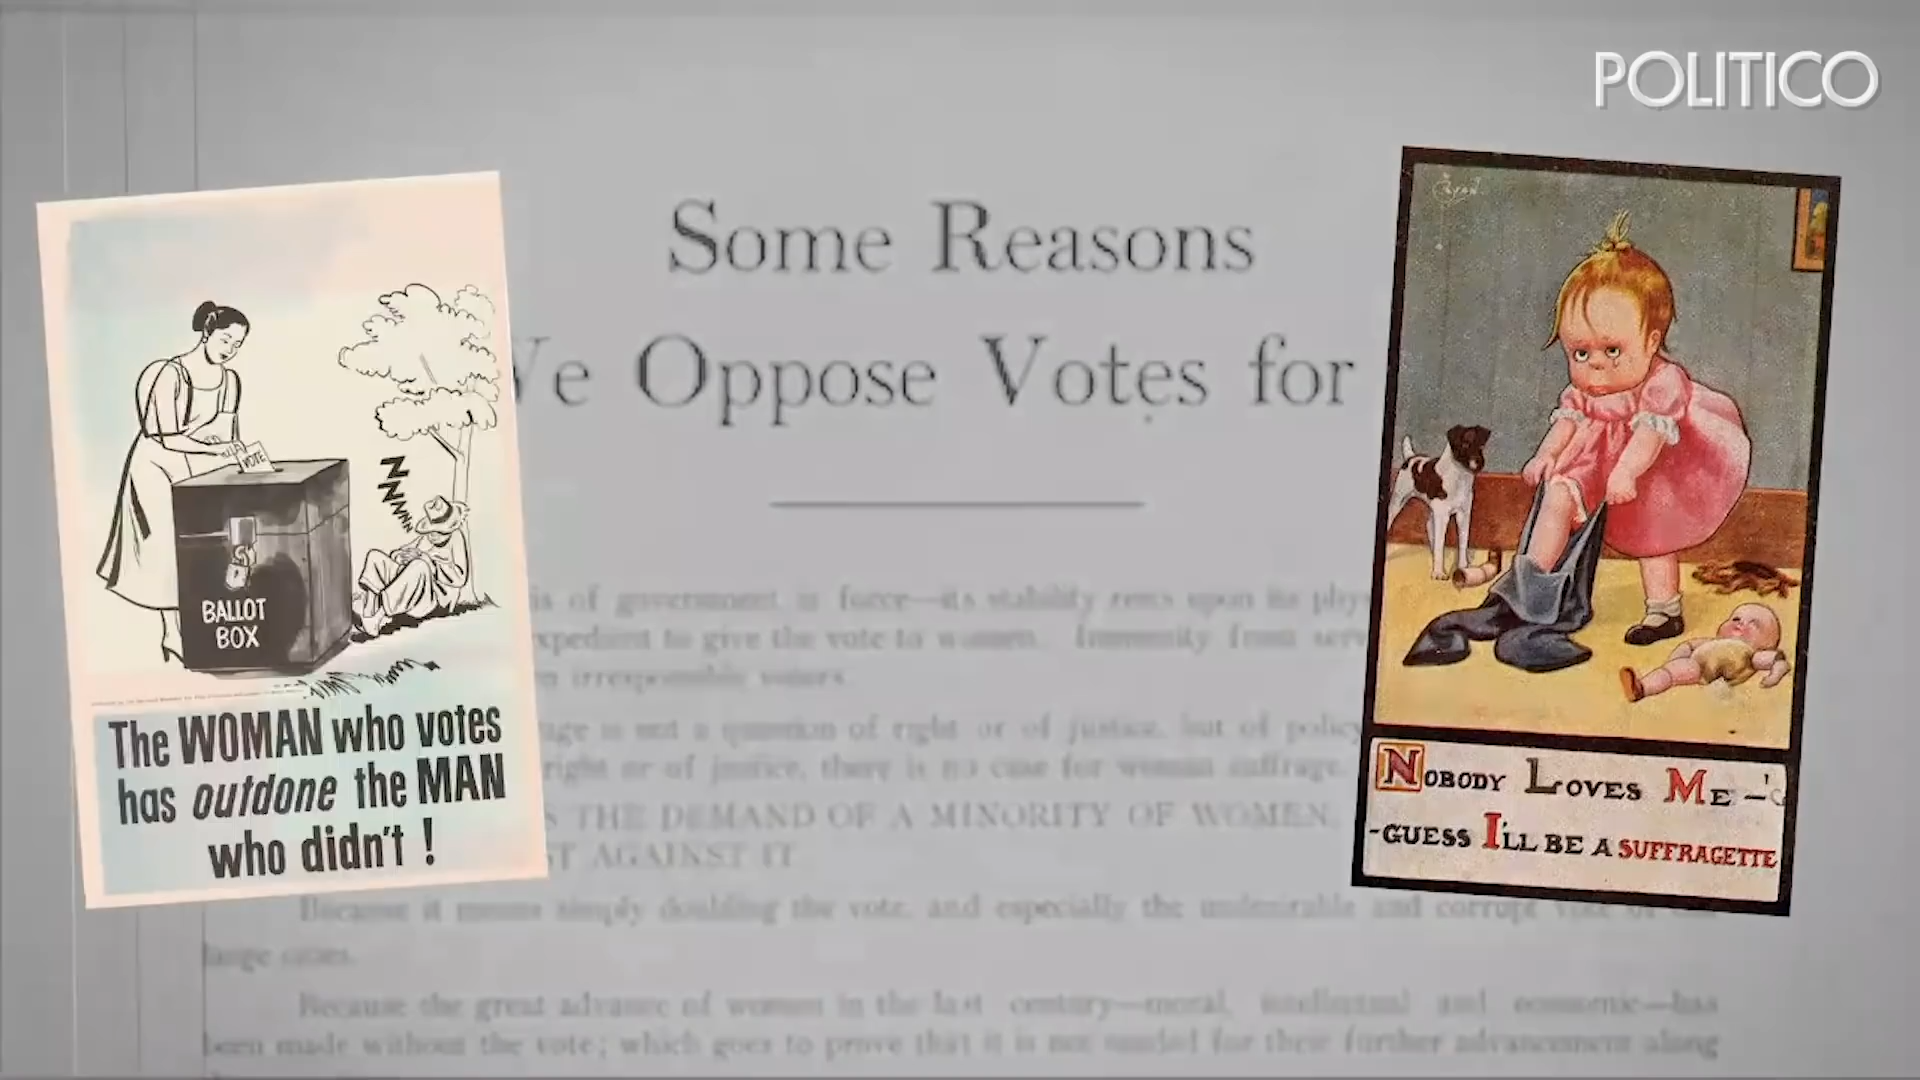 POLITICO
Some Reasons
We Oppose Votes for
is of government is force—its stability rests upon its phys
expedient to give the vote to women. Immunity from serv
irresponsible voters.
is not a question of right or of justice, but of policy
right or of justice, there is no case for woman suffrage.
THE DEMAND OF A MINORITY OF WOMEN,
AGAINST IT
Because it means simply doubling the vote, and especially the undesirable and corrupt vote of our
large cities.
Because the great advance of women in the last century—moral, intellectual and economic—has
been made without the vote; which goes to prove that it is not needed for their further advancement along
VOTE
NNNNNN
BALLOT
BOX
The WOMAN who votes
has outdone the MAN
who didn't !
NOBODY LOVES ME –
-GUESS I'LL BE A SUFFRAGETTE